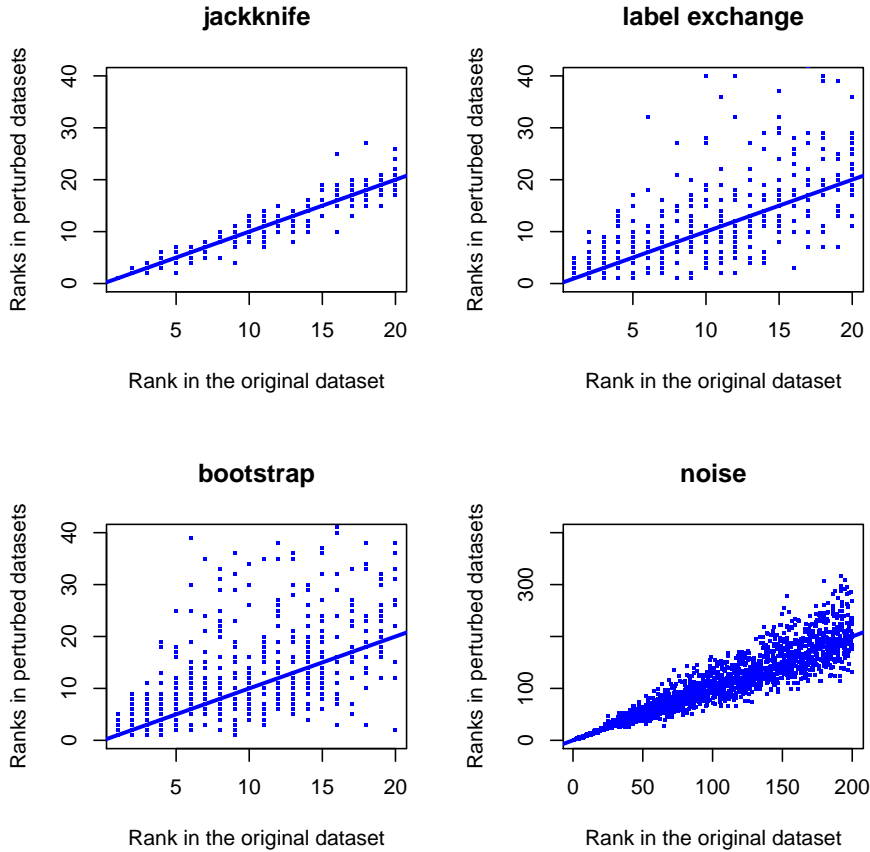 jackknife
Ranks in perturbed datasets
0 10 20 30 40
5 10 15 20
Rank in the original dataset
label exchange
Ranks in perturbed datasets
0 10 20 30 40
5 10 15 20
Rank in the original dataset
bootstrap
Ranks in perturbed datasets
0 10 20 30 40
5 10 15 20
Rank in the original dataset
noise
Ranks in perturbed datasets
0 100 300
0 50 100 150 200
Rank in the original dataset